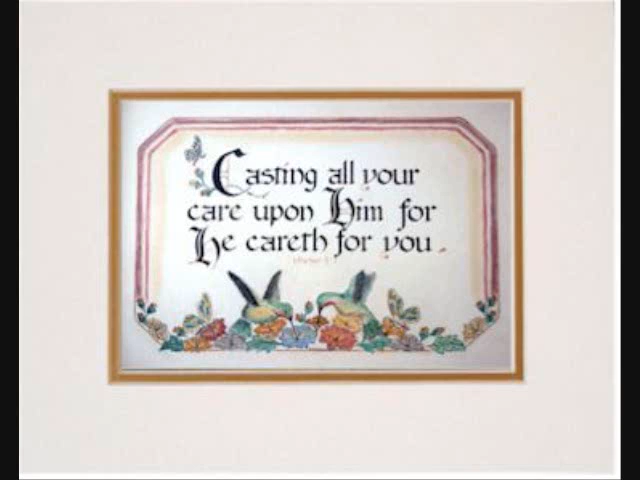 Casting all your
care upon Him for
He careth for you